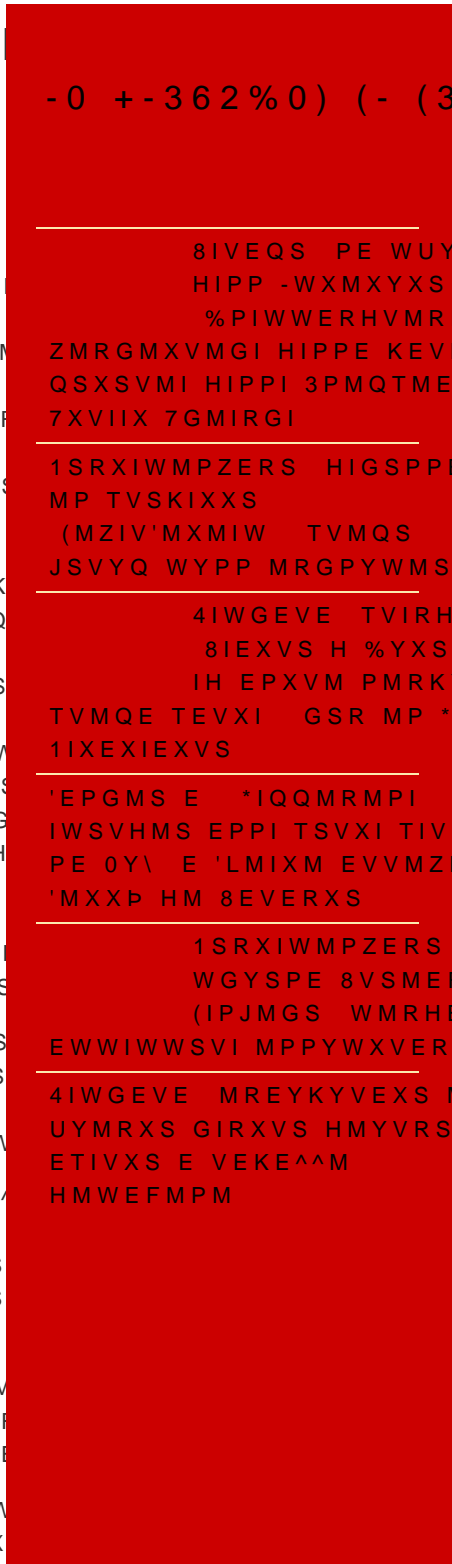 -0 +-362%0) (- (3
8IVEQS PE WUY
HIPP -WXMXYXS
%PIWWERHVMR
ZMRGMXVMGI HIPPE KEV
QSXSVMI HIPPI 3PMQTME
7XVIIX 7GMIRGI
1SRXIWMPZERS HIGSPPE
MP TVSKIXXS
(MZIV'MXMIW TVMQS
JSVYQ WYPP MRGPYWMS
4IWGEVE TVIRH
8IEXVS H %YXS
IH EPXVM PMRK
TVMQE TEVXI GSR MP *
1IXEXIEXVS
'EPGMS E *IQQMRMPI
IWSVHMS EPPI TSVXI TIV
PE 0Y\ E 'LMIXM EVVMZE
'MXXÞ HM 8EVERXS
1SRXIWMPZERS
WGYSPE 8VSMEE
(IPJMGS WMRHE
EWWIWWSVI MPPYWXVER
4IWGEVE MREYKYVEXS M
UYMRXS GIRXVS HMYVRS
ETIVXS E VEKE^^M
HMWEFMPM